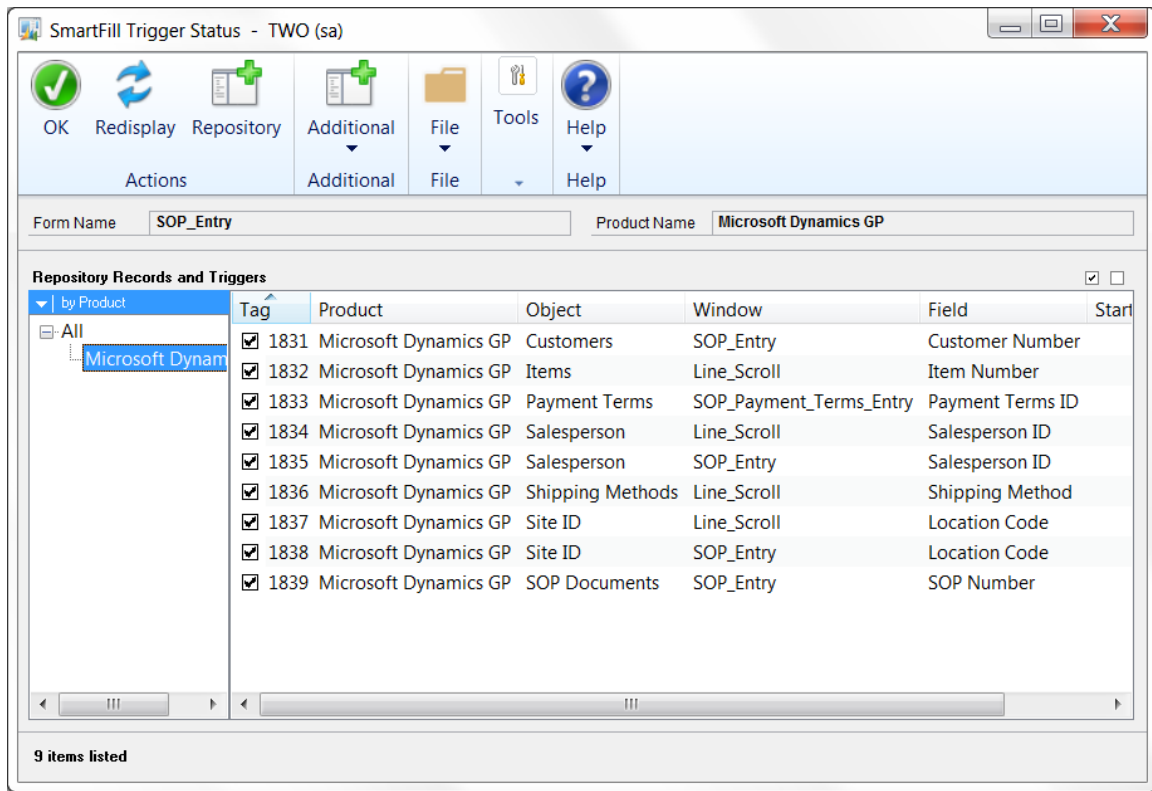 SmartFill Trigger Status - TWO (sa)
OK Redisplay Repository Additional File Tools Help
Actions Additional File Help
Form Name SOP_Entry Product Name Microsoft Dynamics GP
Repository Records and Triggers
by Product Tag Product Object Window Field Start
All
Microsoft Dynam
1831 Microsoft Dynamics GP Customers SOP_Entry Customer Number
1832 Microsoft Dynamics GP Items Line_Scroll Item Number
1833 Microsoft Dynamics GP Payment Terms SOP_Payment_Terms_Entry Payment Terms ID
1834 Microsoft Dynamics GP Salesperson Line_Scroll Salesperson ID
1835 Microsoft Dynamics GP Salesperson SOP_Entry Salesperson ID
1836 Microsoft Dynamics GP Shipping Methods Line_Scroll Shipping Method
1837 Microsoft Dynamics GP Site ID Line_Scroll Location Code
1838 Microsoft Dynamics GP Site ID SOP_Entry Location Code
1839 Microsoft Dynamics GP SOP Documents SOP_Entry SOP Number
9 items listed